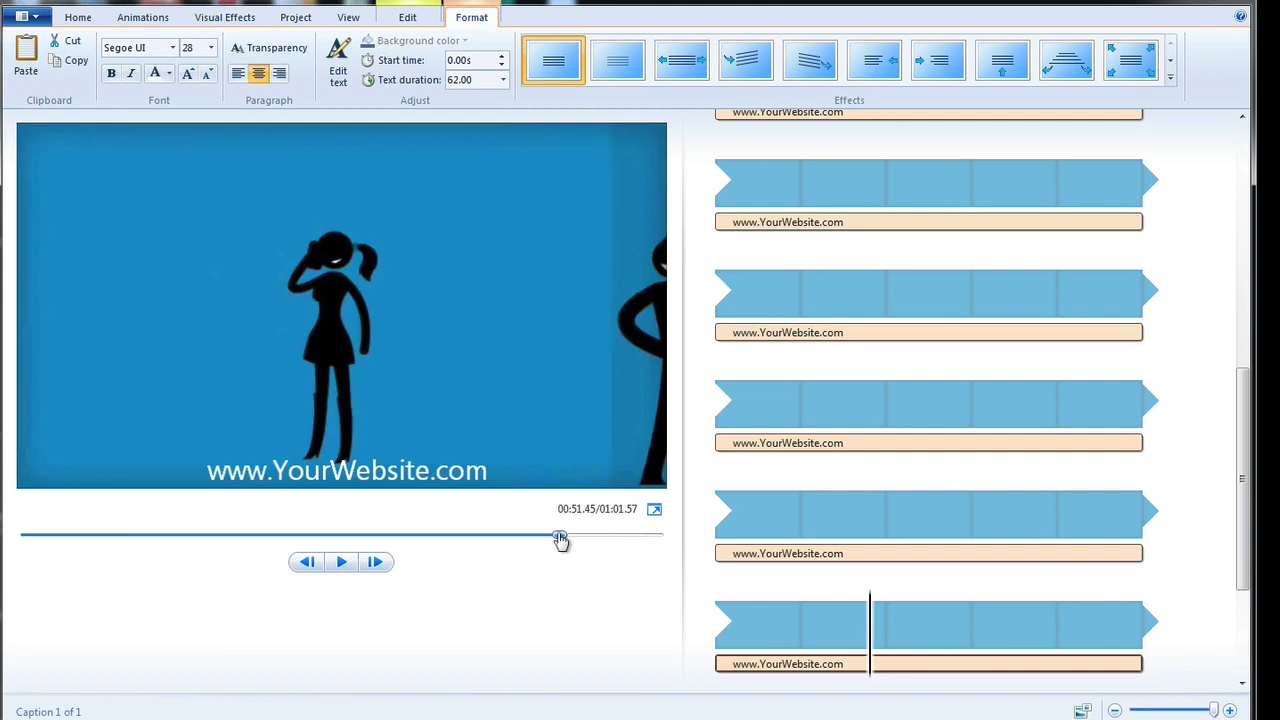 Home Animations Visual Effects Project View Edit Format
Paste
Cut
Copy
Clipboard
Segoe UI 28
B I A A A
Font
Transparency
Paragraph
Edit text
Background color
Start time: 0.00s
Text duration: 62.00
Adjust
Effects
www.YourWebsite.com
00:51.45/01:01.57
www.YourWebsite.com
www.YourWebsite.com
www.YourWebsite.com
www.YourWebsite.com
www.YourWebsite.com
www.YourWebsite.com
Caption 1 of 1